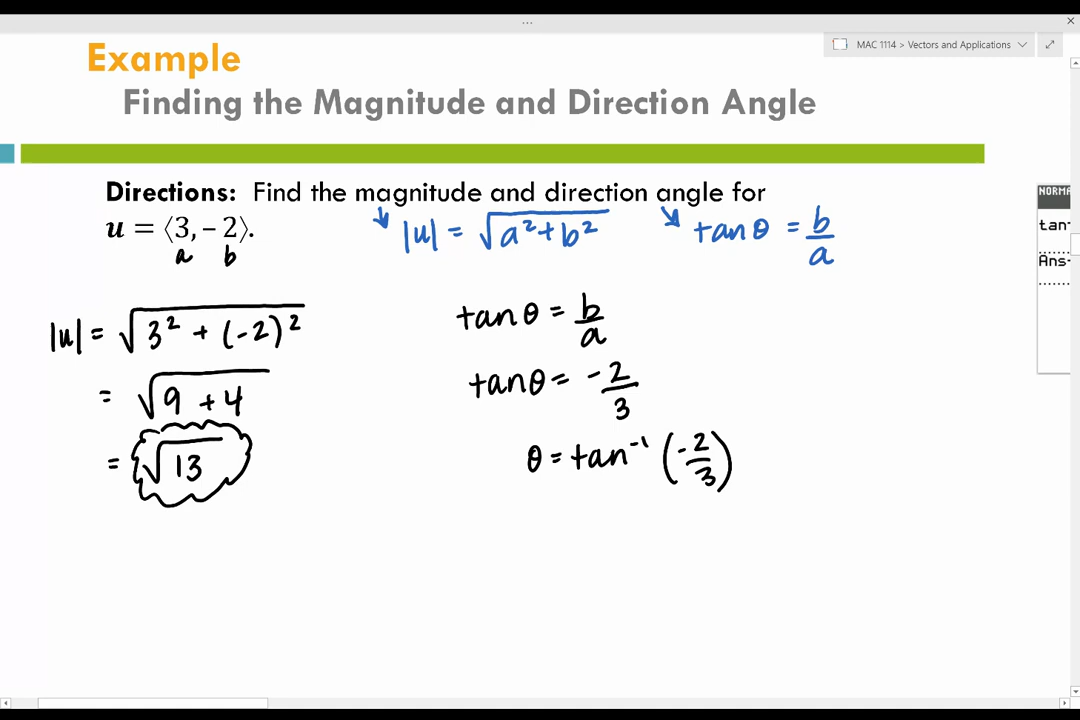 ...
MAC 1114 > Vectors and Applications
Example
Finding the Magnitude and Direction Angle
Directions: Find the magnitude and direction angle for
u = ⟨3, – 2⟩.
a b
|u| = √(a² + b²)
tan θ = b/a
NORMA
tan⁻
Ans
|u| = √(3² + (-2)²)
= √(9 + 4)
= √13
tan θ = b/a
tan θ = -2/3
θ = tan⁻¹ (-2/3)